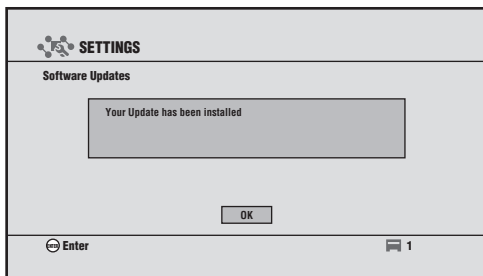 SETTINGS
Software Updates
Your Update has been installed
OK
Enter
1